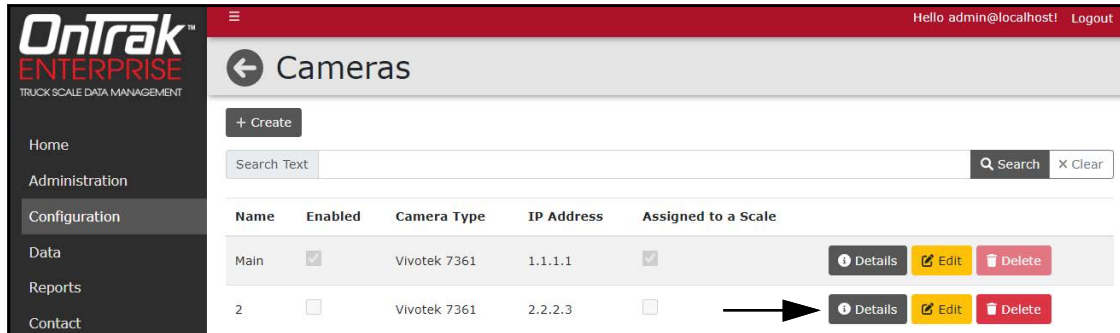 OnTrak™
ENTERPRISE
TRUCK SCALE DATA MANAGEMENT
Home
Administration
Configuration
Data
Reports
Contact
Hello admin@localhost! Logout
Cameras
+ Create
Search Text Search × Clear
Name Enabled Camera Type IP Address Assigned to a Scale
Main Vivotek 7361 1.1.1.1 Details Edit Delete
2 Vivotek 7361 2.2.2.3 Details Edit Delete